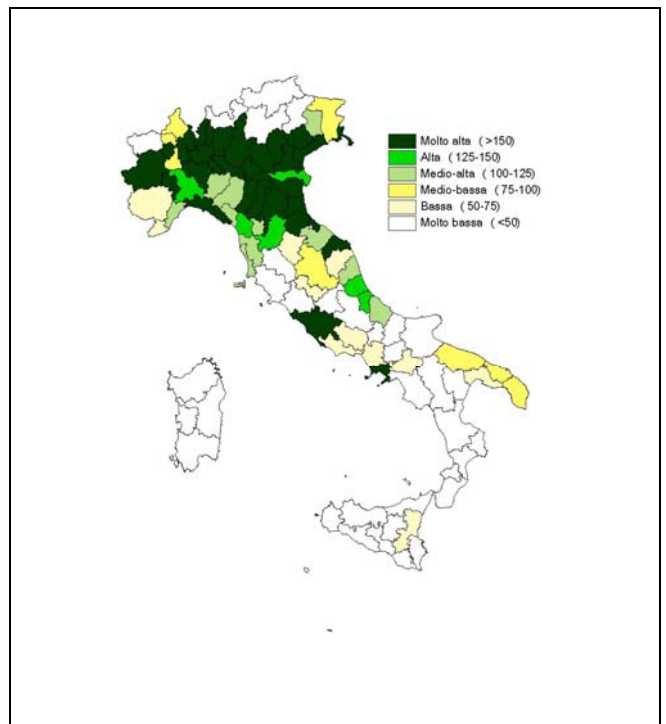 Molto alta (>150)
Alta (125-150)
Medio-alta (100-125)
Medio-bassa (75-100)
Bassa (50-75)
Molto bassa (<50)